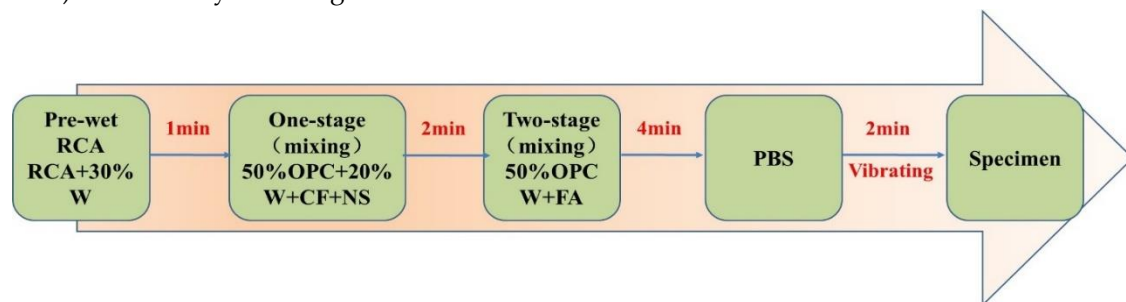 Pre-wet
RCA
RCA+30%
W
1min
One-stage
（mixing）
50%OPC+20%
W+CF+NS
2min
Two-stage
（mixing）
50%OPC
W+FA
4min
PBS
2min
Vibrating
Specimen